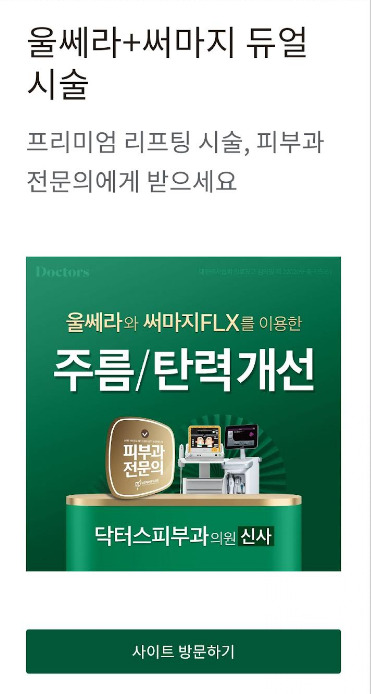 울쎄라+써마지 듀얼
시술
프리미엄 리프팅 시술, 피부과
전문의에게 받으세요
Doctors
울쎄라와 써마지FLX를 이용한
주름/탄력개선
피부과
전문의
닥터스피부과의원 신사
사이트 방문하기